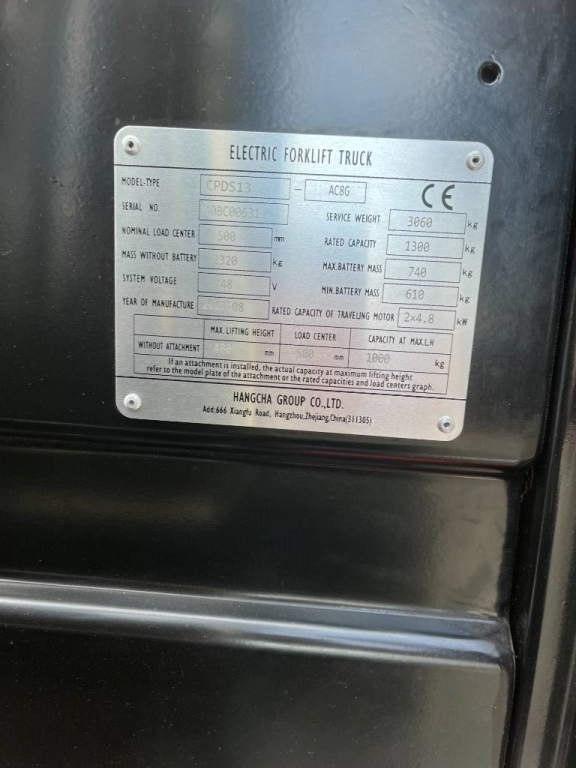 ELECTRIC FORKLIFT TRUCK
MODEL-TYPE CPDS13 - AC8G CE
SERIAL NO.
SERVICE WEIGHT 3060 kg
NOMINAL LOAD CENTER 500 mm
RATED CAPACITY 1300 kg
MASS WITHOUT BATTERY 2320 kg
MAX.BATTERY MASS 740 kg
SYSTEM VOLTAGE 48 V
MIN.BATTERY MASS 610 kg
YEAR OF MANUFACTURE RATED CAPACITY OF TRAVELING MOTOR 2×4.8 kW
MAX. LIFTING HEIGHT LOAD CENTER CAPACITY AT MAX.L.H
WITHOUT ATTACHMENT mm 500 mm 1000 kg
If an attachment is installed, the actual capacity at maximum lifting height
refer to the model plate of the attachment or the rated capacities and load centers graph.
HANGCHA GROUP CO.,LTD.
Add:666 Xiangfu Road, Hangzhou,Zhejiang,China(311305)